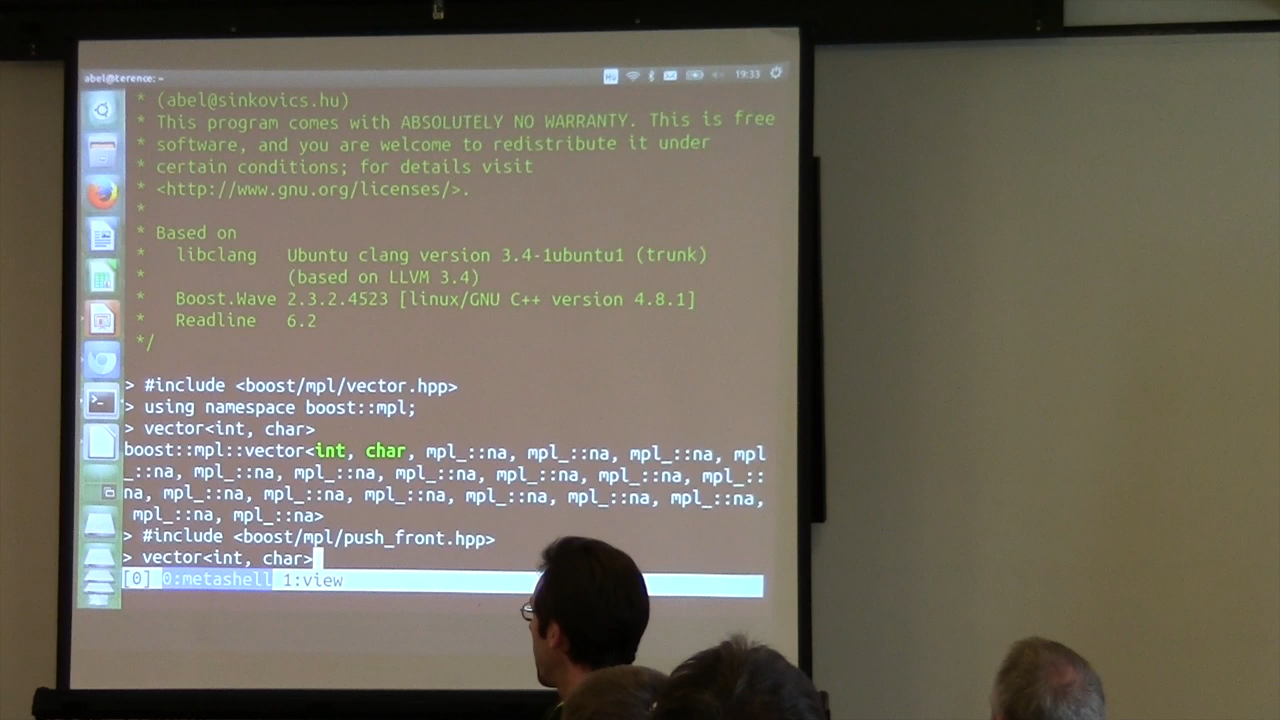 abel@terence: ~
Hu
19:33
* (abel@sinkovics.hu)
* This program comes with ABSOLUTELY NO WARRANTY. This is free
* software, and you are welcome to redistribute it under
* certain conditions; for details visit
* <http://www.gnu.org/licenses/>.
*
* Based on
*   libclang   Ubuntu clang version 3.4-1ubuntu1 (trunk)
*              (based on LLVM 3.4)
*   Boost.Wave 2.3.2.4523 [linux/GNU C++ version 4.8.1]
*   Readline   6.2
*/
> #include <boost/mpl/vector.hpp>
> using namespace boost::mpl;
> vector<int, char>
boost::mpl::vector<int, char, mpl_::na, mpl_::na, mpl_::na, mpl
_::na, mpl_::na, mpl_::na, mpl_::na, mpl_::na, mpl_::na, mpl_::
na, mpl_::na, mpl_::na, mpl_::na, mpl_::na, mpl_::na, mpl_::na,
mpl_::na, mpl_::na>
> #include <boost/mpl/push_front.hpp>
> vector<int, char>
[0] 0:metashell 1:view